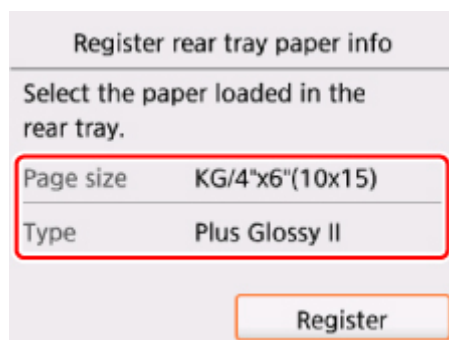 Register rear tray paper info
Select the paper loaded in the
rear tray.
Page size KG/4"x6"(10x15)
Type Plus Glossy II
Register